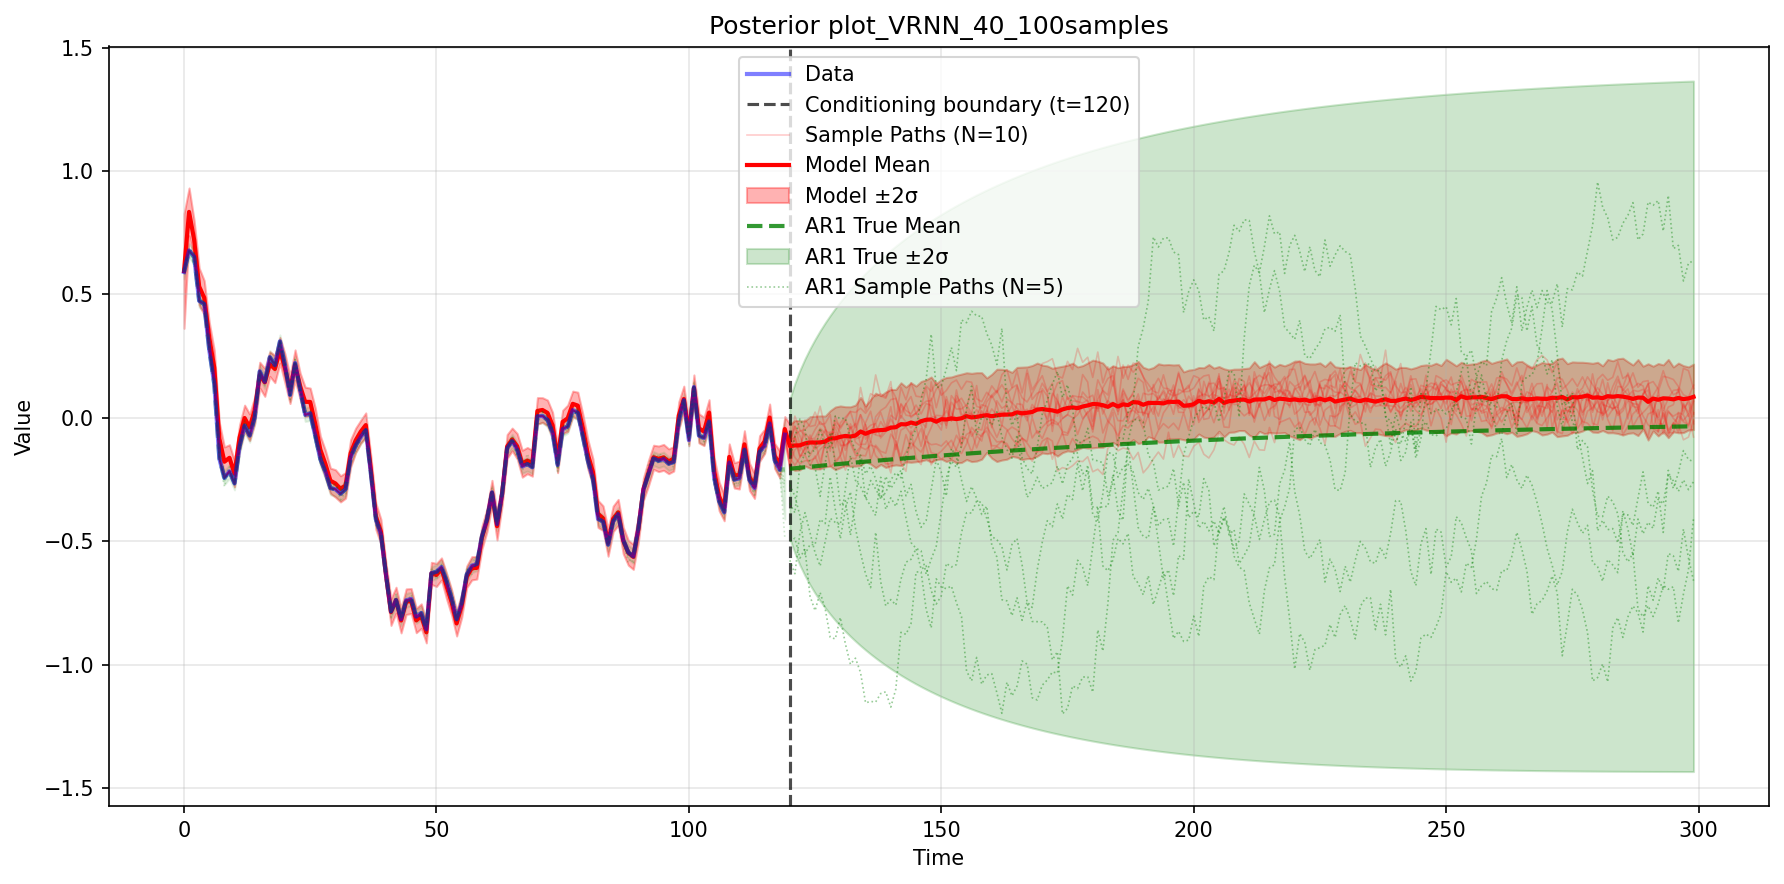 Posterior plot_VRNN_40_100samples
Data
Conditioning boundary (t=120)
Sample Paths (N=10)
Model Mean
Model ±2σ
AR1 True Mean
AR1 True ±2σ
AR1 Sample Paths (N=5)
Value
1.5
1.0
0.5
0.0
−0.5
−1.0
−1.5
0 50 100 150 200 250 300
Time